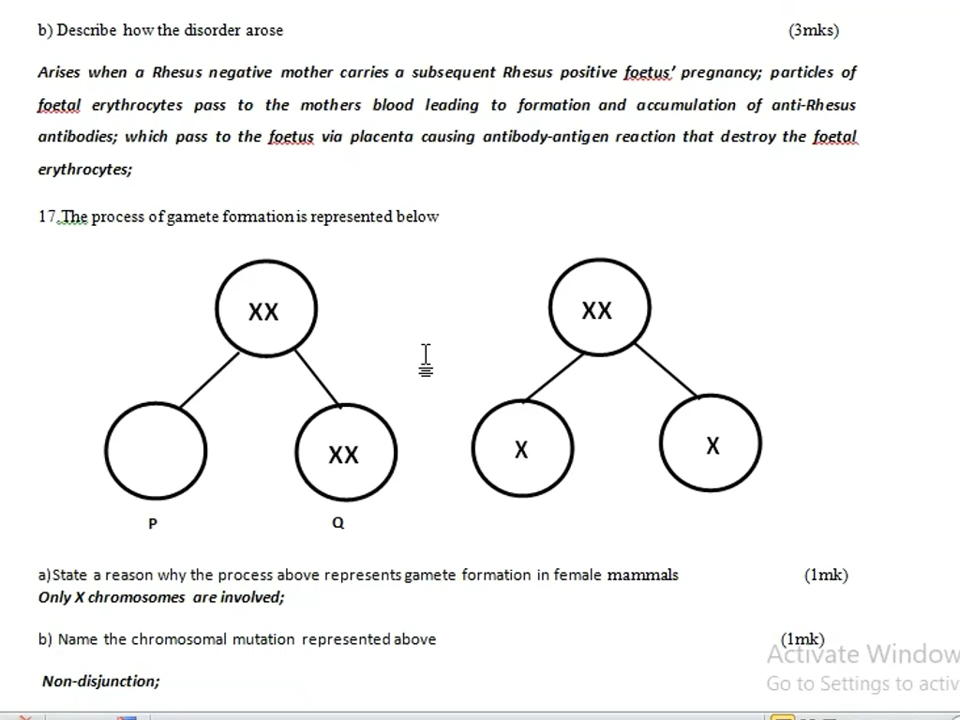 b) Describe how the disorder arose (3mks)
Arises when a Rhesus negative mother carries a subsequent Rhesus positive foetus' pregnancy; particles of
foetal erythrocytes pass to the mothers blood leading to formation and accumulation of anti-Rhesus
antibodies; which pass to the foetus via placenta causing antibody-antigen reaction that destroy the foetal
erythrocytes;
17.The process of gamete formation is represented below
XX XX
XX X X
P Q
a)State a reason why the process above represents gamete formation in female mammals (1mk)
Only X chromosomes are involved;
b) Name the chromosomal mutation represented above (1mk)
Activate Window
Go to Settings to activ
Non-disjunction;